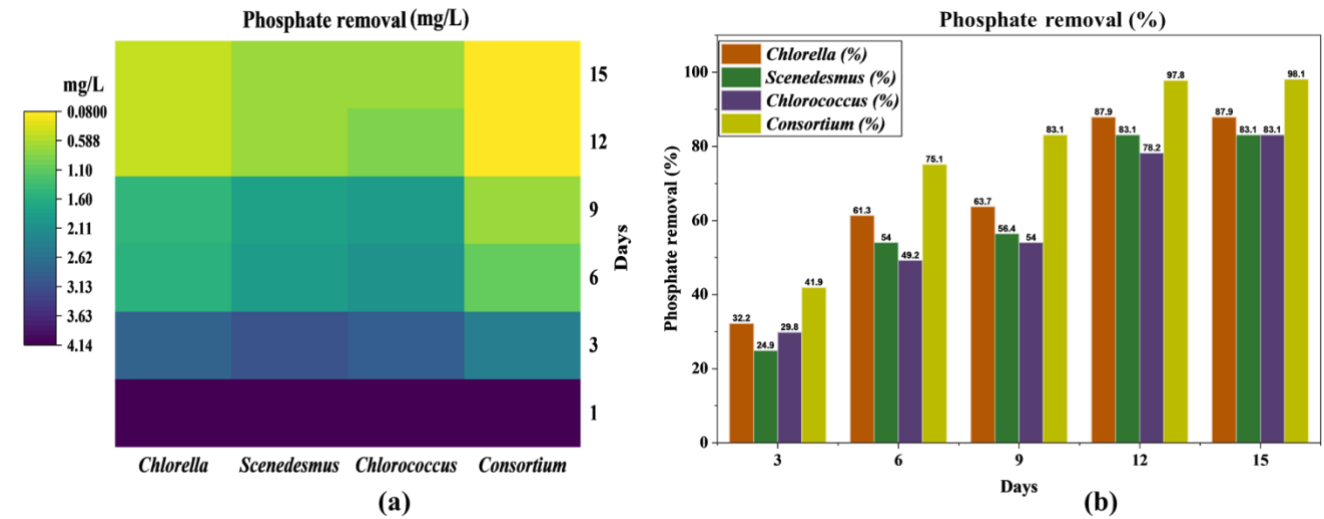 Phosphate removal (mg/L)
mg/L
0.0800
0.588
1.10
1.60
2.11
2.62
3.13
3.63
4.14
15
12
9
6
3
1
Days
Chlorella Scenedesmus Chlorococcus Consortium
(a)
Phosphate removal (%)
Chlorella (%)
Scenedesmus (%)
Chlorococcus (%)
Consortium (%)
Phosphate removal (%)
100
80
60
40
20
0
32.2 24.9 29.8 41.9
61.3 54 49.2 75.1
63.7 56.4 54 83.1
87.9 83.1 78.2 97.8
87.9 83.1 83.1 98.1
3 6 9 12 15
Days
(b)